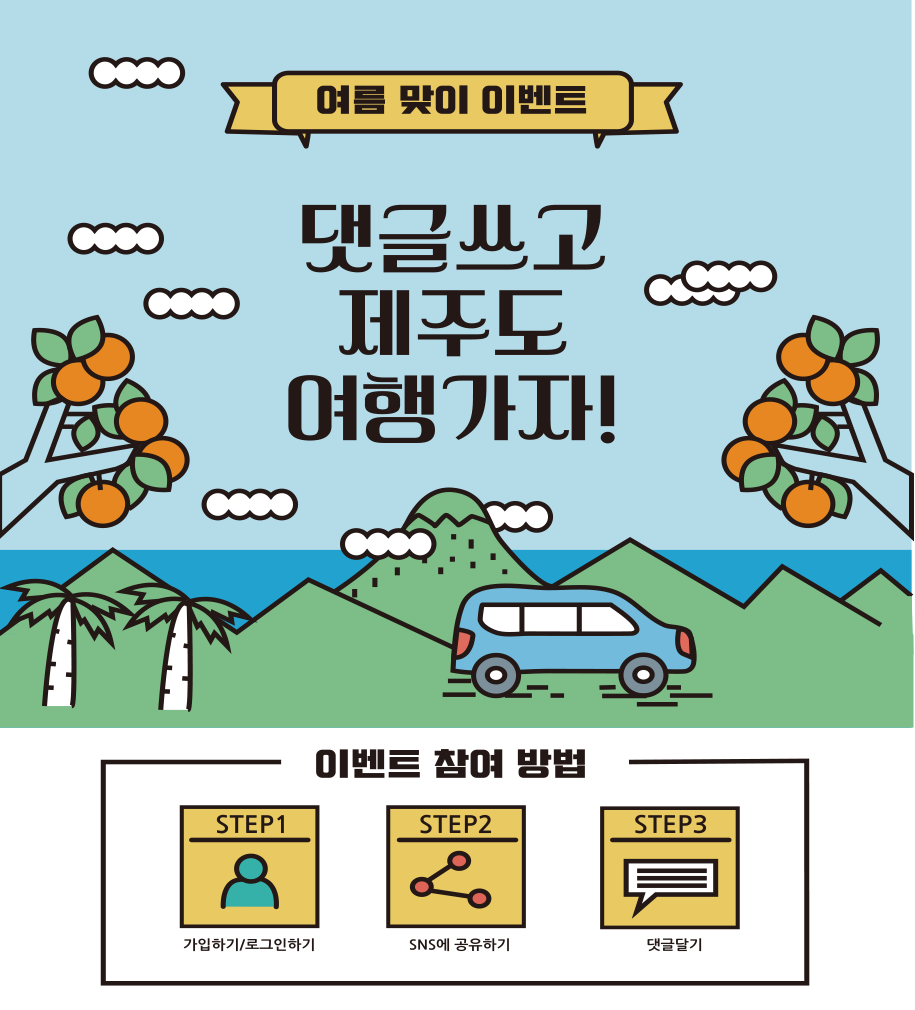 여름 맞이 이벤트
댓글쓰고
제주도
여행가자!
이벤트 참여 방법
STEP1
STEP2
STEP3
가입하기/로그인하기
SNS에 공유하기
댓글달기